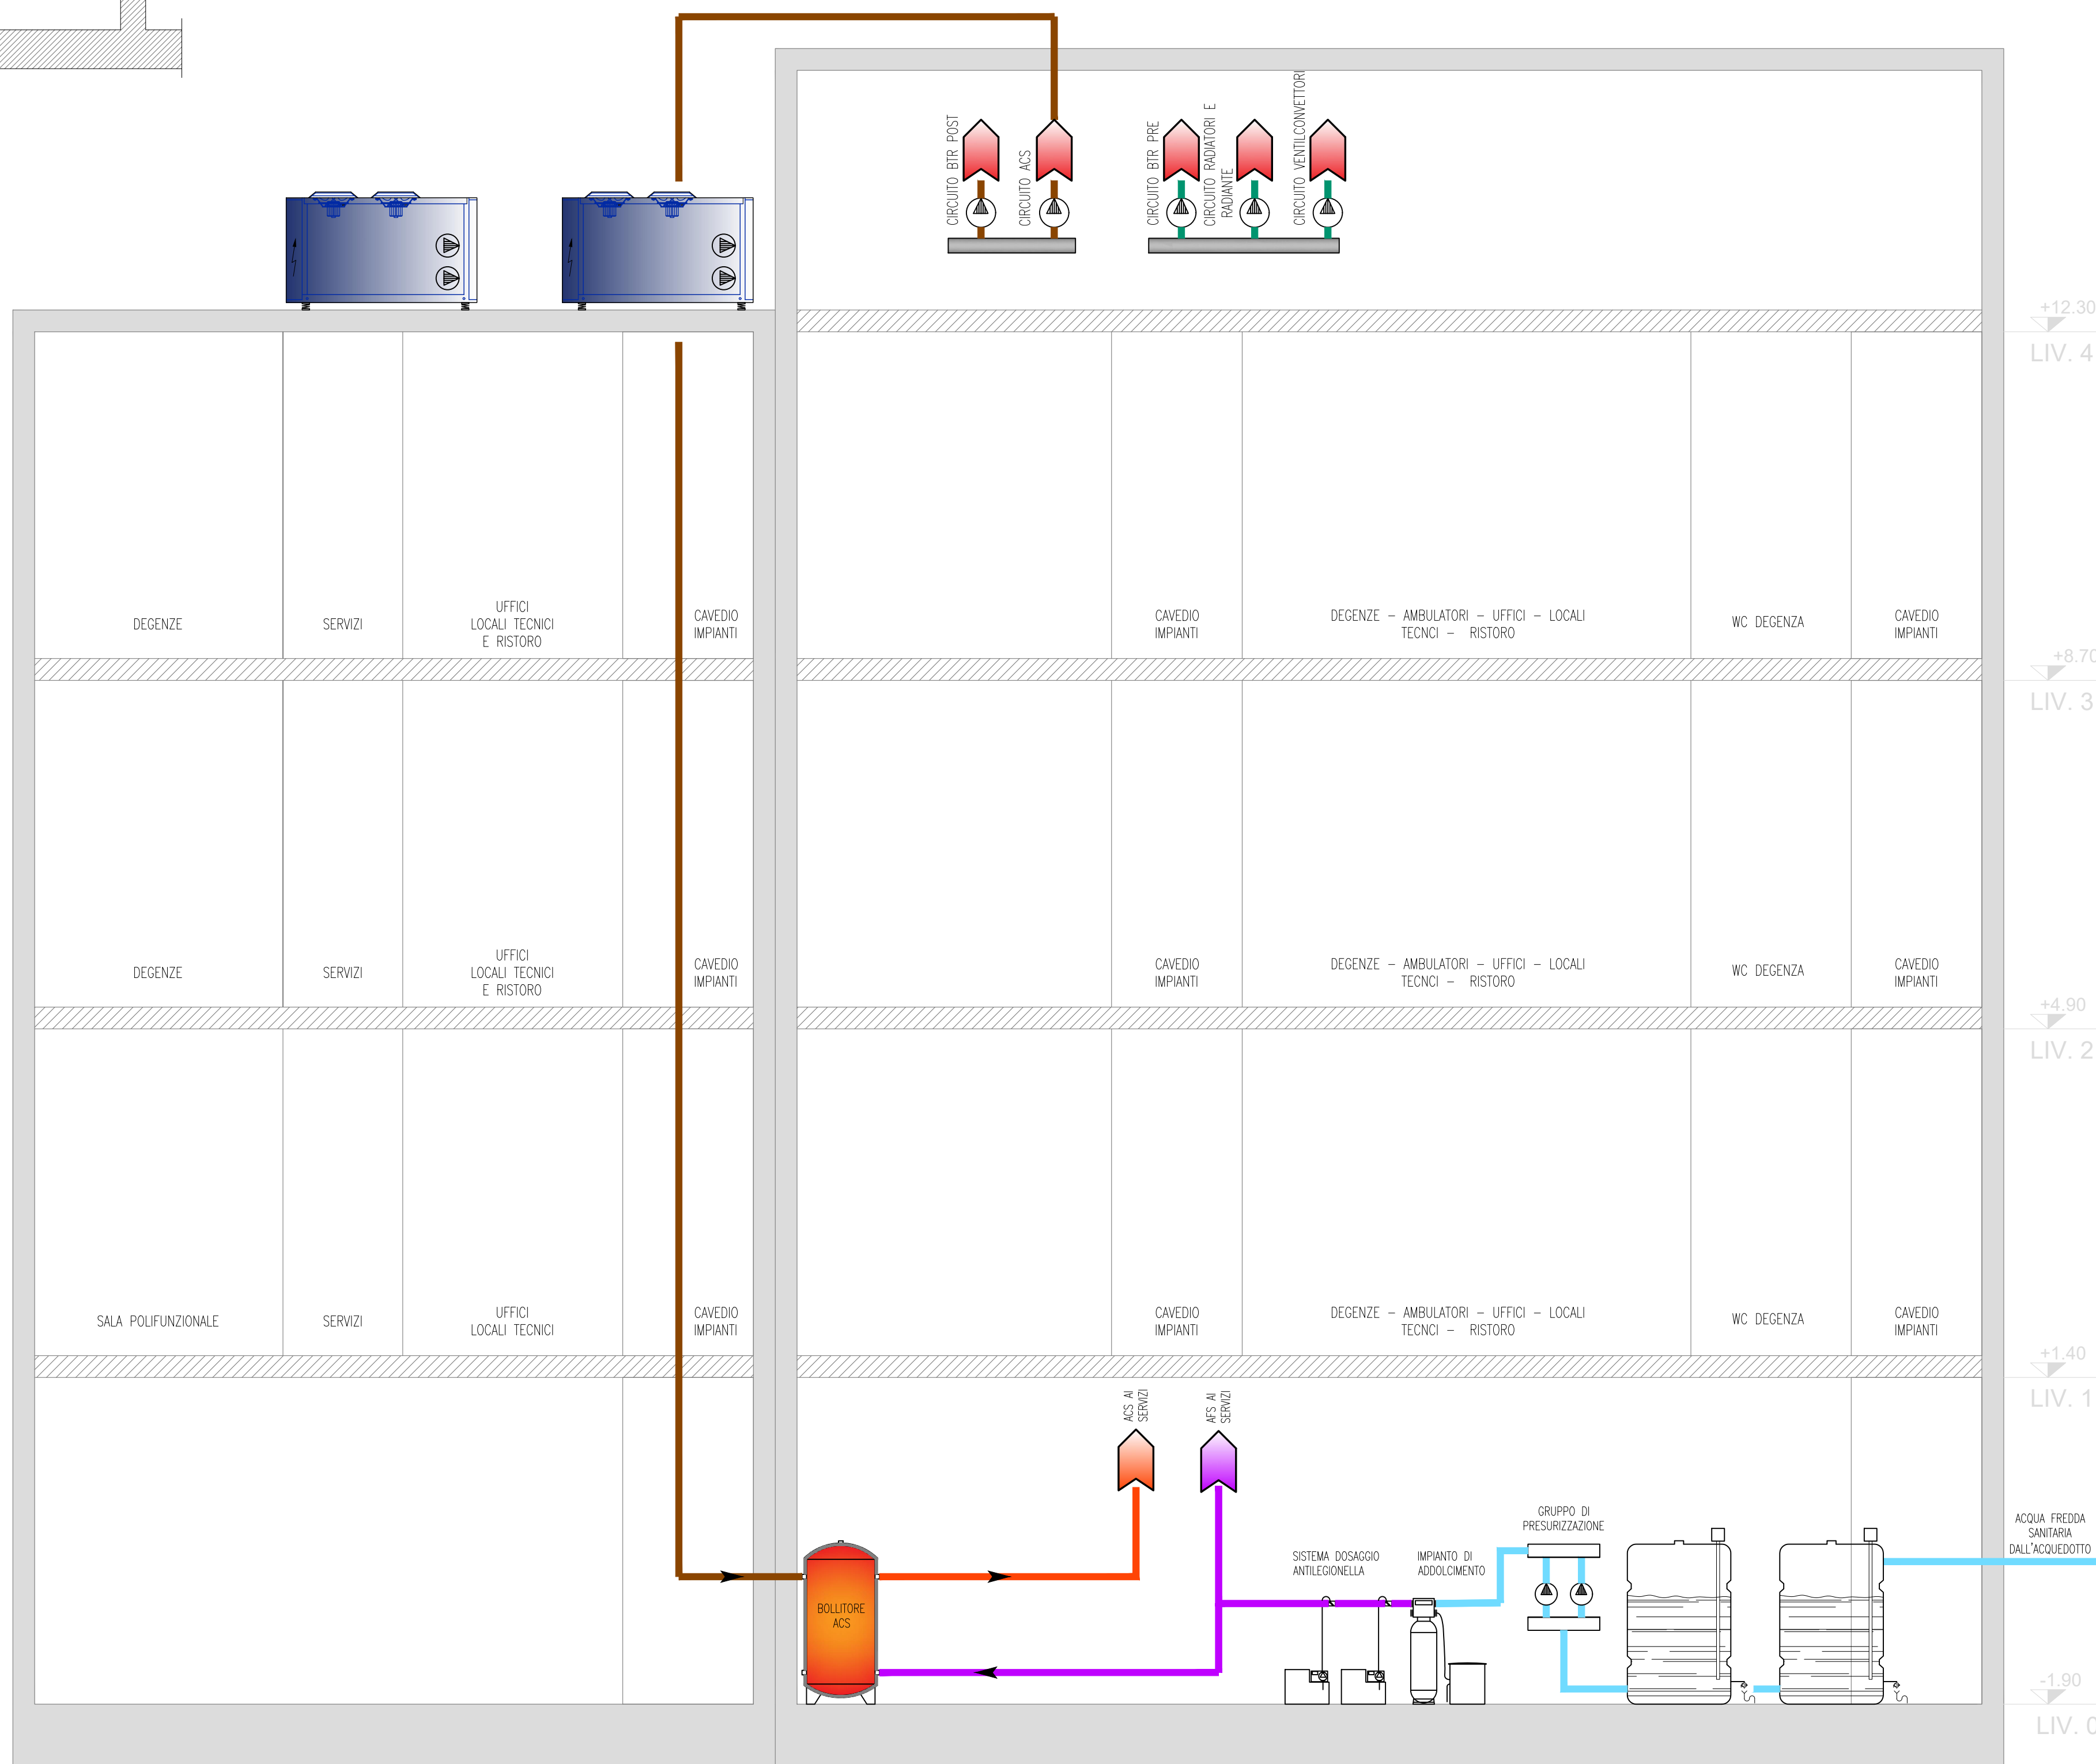 CIRCUITO BTR POST
CIRCUITO ACS
CIRCUITO BTR PRE
CIRCUITO RADIATORI E
RADIANTE
CIRCUITO VENTILCONVETTORI
+12.30
LIV. 4
DEGENZE
SERVIZI
UFFICI
LOCALI TECNICI
E RISTORO
CAVEDIO
IMPIANTI
CAVEDIO
IMPIANTI
DEGENZE - AMBULATORI - UFFICI - LOCALI
TECNCI - RISTORO
WC DEGENZA
CAVEDIO
IMPIANTI
+8.70
LIV. 3
DEGENZE
SERVIZI
UFFICI
LOCALI TECNICI
E RISTORO
CAVEDIO
IMPIANTI
CAVEDIO
IMPIANTI
DEGENZE - AMBULATORI - UFFICI - LOCALI
TECNCI - RISTORO
WC DEGENZA
CAVEDIO
IMPIANTI
+4.90
LIV. 2
SALA POLIFUNZIONALE
SERVIZI
UFFICI
LOCALI TECNICI
CAVEDIO
IMPIANTI
CAVEDIO
IMPIANTI
DEGENZE - AMBULATORI - UFFICI - LOCALI
TECNCI - RISTORO
WC DEGENZA
CAVEDIO
IMPIANTI
+1.40
LIV. 1
ACS AI
SERVIZI
AFS AI
SERVIZI
GRUPPO DI
PRESURIZZAZIONE
SISTEMA DOSAGGIO
ANTILEGIONELLA
IMPIANTO DI
ADDOLCIMENTO
ACQUA FREDDA
SANITARIA
DALL'ACQUEDOTTO
BOLLITORE
ACS
-1.90
LIV. 0